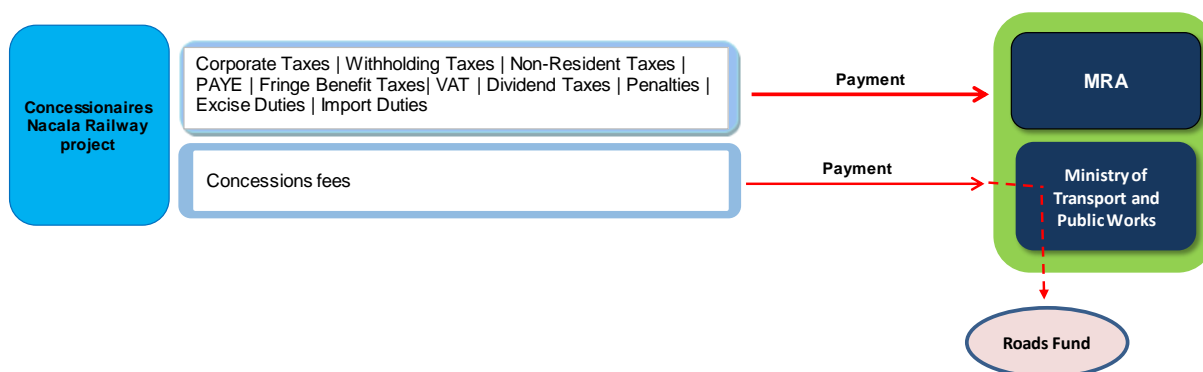 Concessionaires
Nacala Railway
project
Corporate Taxes | Withholding Taxes | Non-Resident Taxes |
PAYE | Fringe Benefit Taxes| VAT | Dividend Taxes | Penalties |
Excise Duties | Import Duties
Payment
MRA
Concessions fees
Payment
Ministry of
Transport and
Public Works
Roads Fund